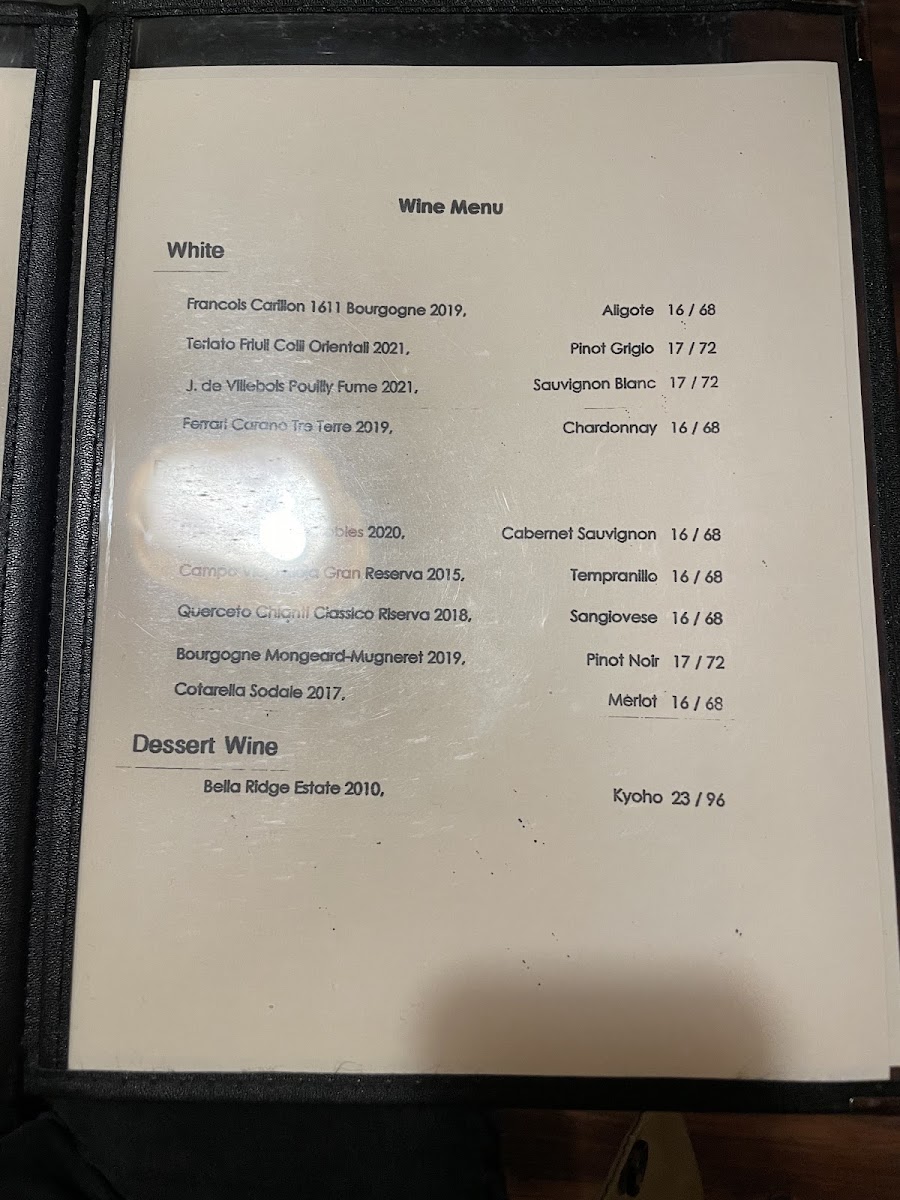 Wine Menu
White
Francois Carillon 1611 Bourgogne 2019, Aligote 16 / 68
Terlato Friuli Colli Orientali 2021, Pinot Grigio 17 / 72
J. de Villebois Pouilly Fume 2021, Sauvignon Blanc 17 / 72
Ferrari Carano Tre Terre 2019, Chardonnay 16 / 68
2020, Cabernet Sauvignon 16 / 68
Campo Gran Reserva 2015, Tempranillo 16 / 68
Querceto Chianti Classico Riserva 2018, Sangiovese 16 / 68
Bourgogne Mongeard-Mugneret 2019, Pinot Noir 17 / 72
Cotarella Sodale 2017, Merlot 16 / 68
Dessert Wine
Bella Ridge Estate 2010, Kyoho 23 / 96